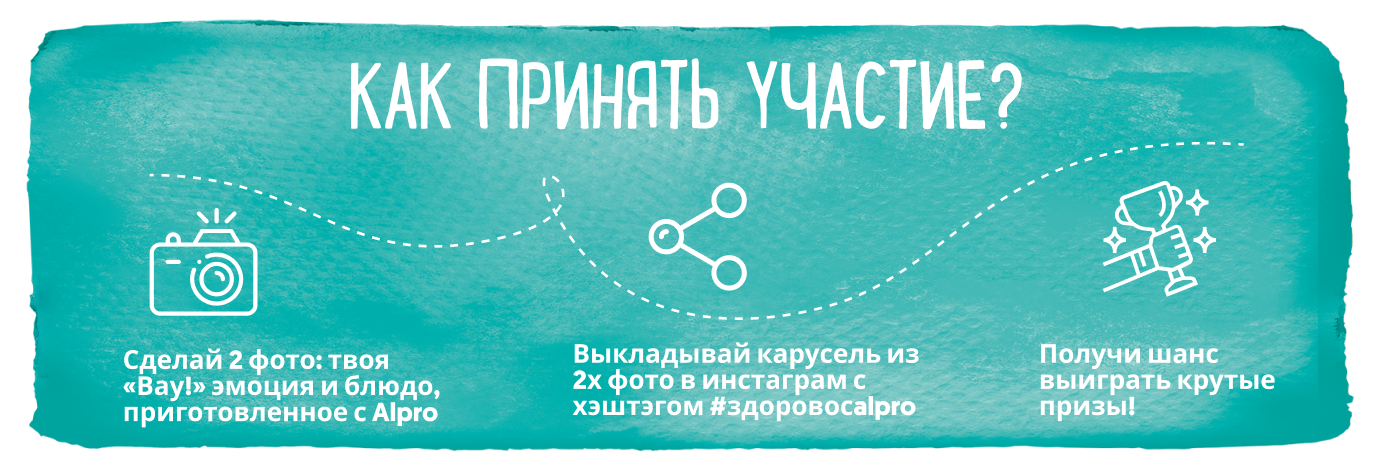 КАК ПРИНЯТЬ УЧАСТИЕ?
Сделай 2 фото: твоя
«Вау!» эмоция и блюдо,
приготовленное с Alpro
Выкладывай карусель из
2х фото в инстаграм с
хэштэгом #здоровосalpro
Получи шанс
выиграть крутые
призы!